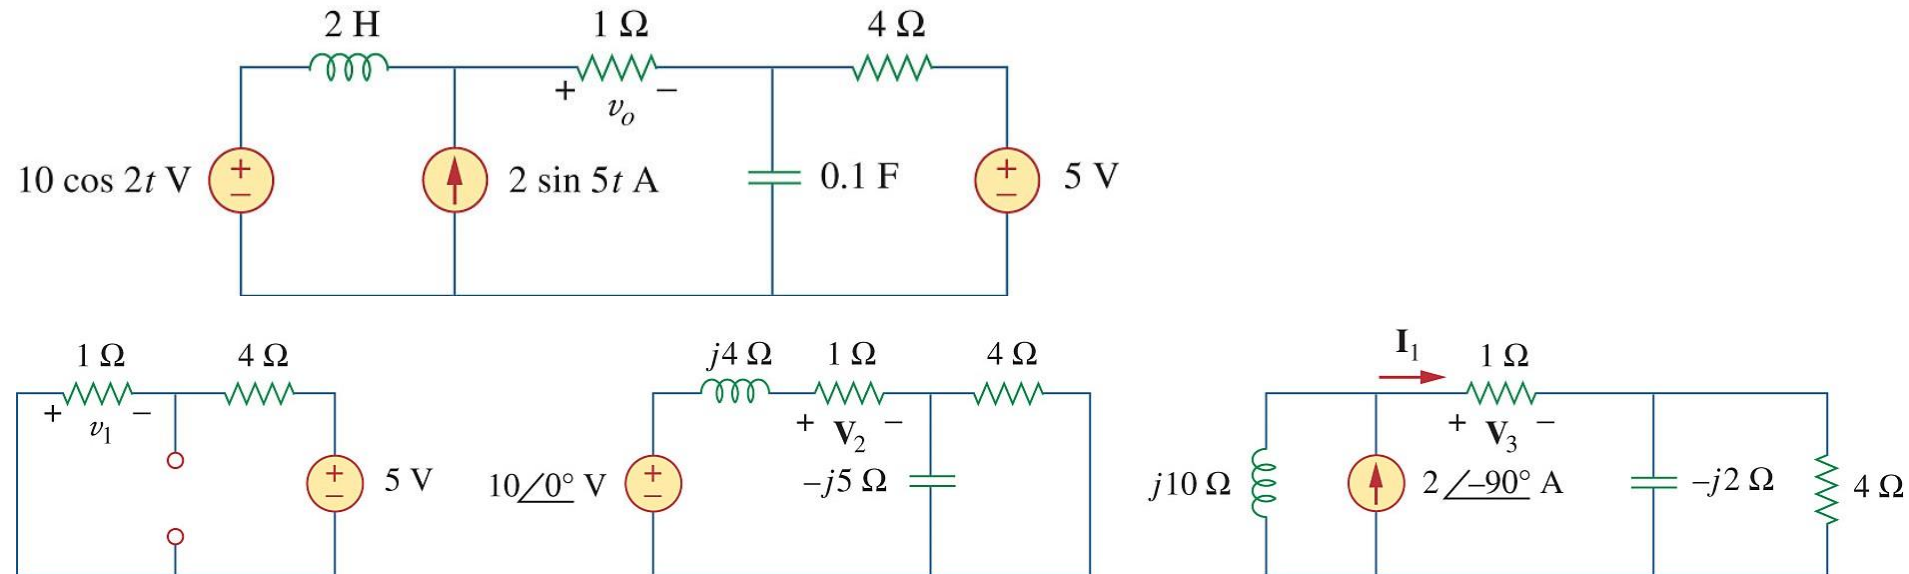 2 H 1 Ω 4 Ω
+ v_o −
10 cos 2t V + − 2 sin 5t A 0.1 F + − 5 V
1 Ω 4 Ω
+ v_1 −
+ − 5 V
j4 Ω 1 Ω 4 Ω
+ V_2 −
10∠0° V + − −j5 Ω
I_1 1 Ω
+ V_3 −
j10 Ω 2∠−90° A −j2 Ω 4 Ω